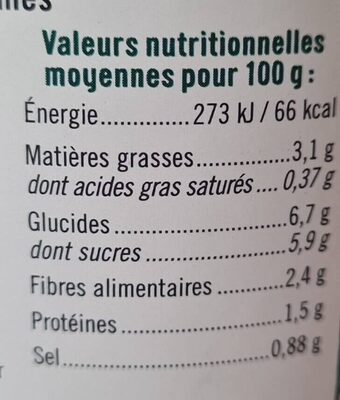 Valeurs nutritionnelles
moyennes pour 100 g :
Énergie..............273 kJ / 66 kcal
Matières grasses...............3,1 g
dont acides gras saturés.... 0,37 g
Glucides............................6,7 g
dont sucres.......................5,9 g
Fibres alimentaires............2,4 g
Protéines..........................1,5 g
Sel....................................0,88 g